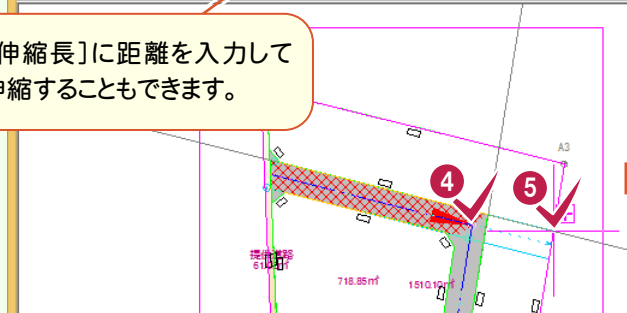 伸縮長]に距離を入力して
伸縮することもできます。
A3
4
5
718.85㎡
1510.10㎡